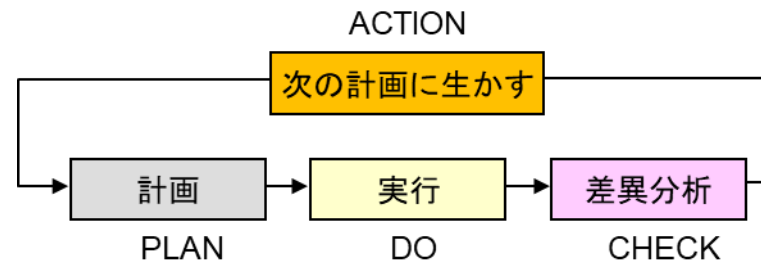 ACTION
次の計画に生かす
計画
実行
差異分析
PLAN
DO
CHECK